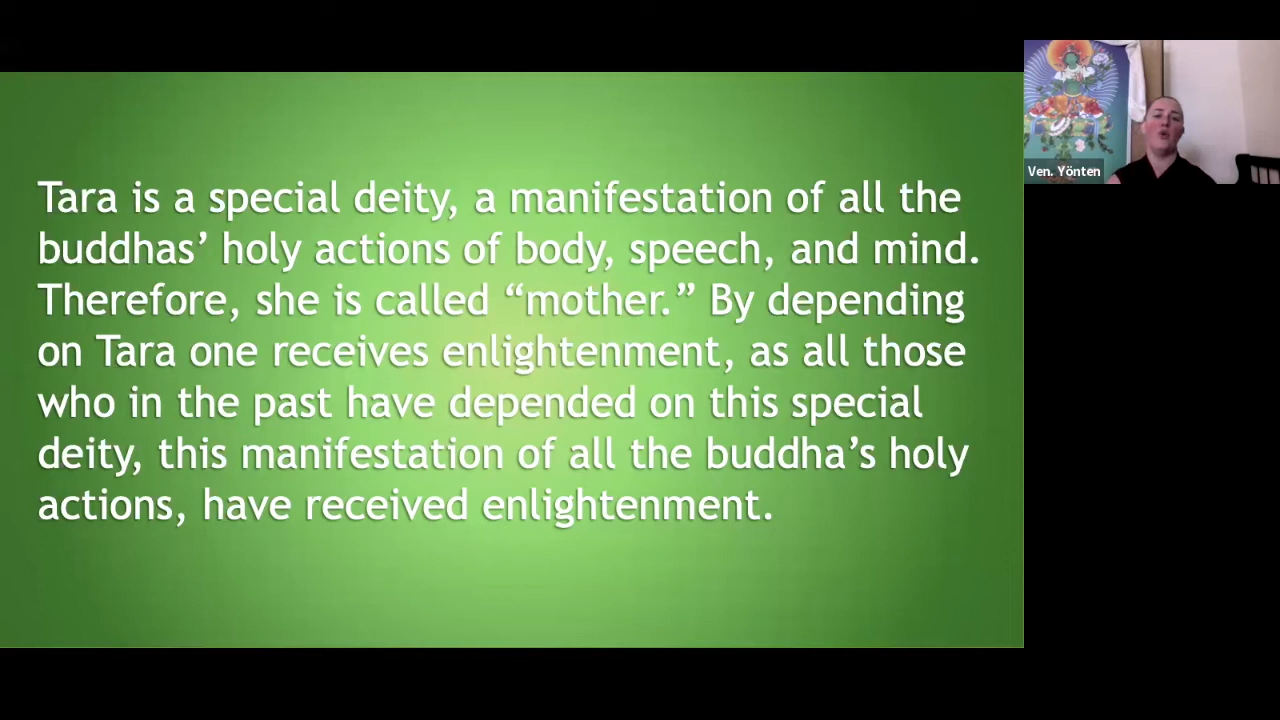 Tara is a special deity, a manifestation of all the
buddhas’ holy actions of body, speech, and mind.
Therefore, she is called “mother.” By depending
on Tara one receives enlightenment, as all those
who in the past have depended on this special
deity, this manifestation of all the buddha’s holy
actions, have received enlightenment.
Ven. Yönten